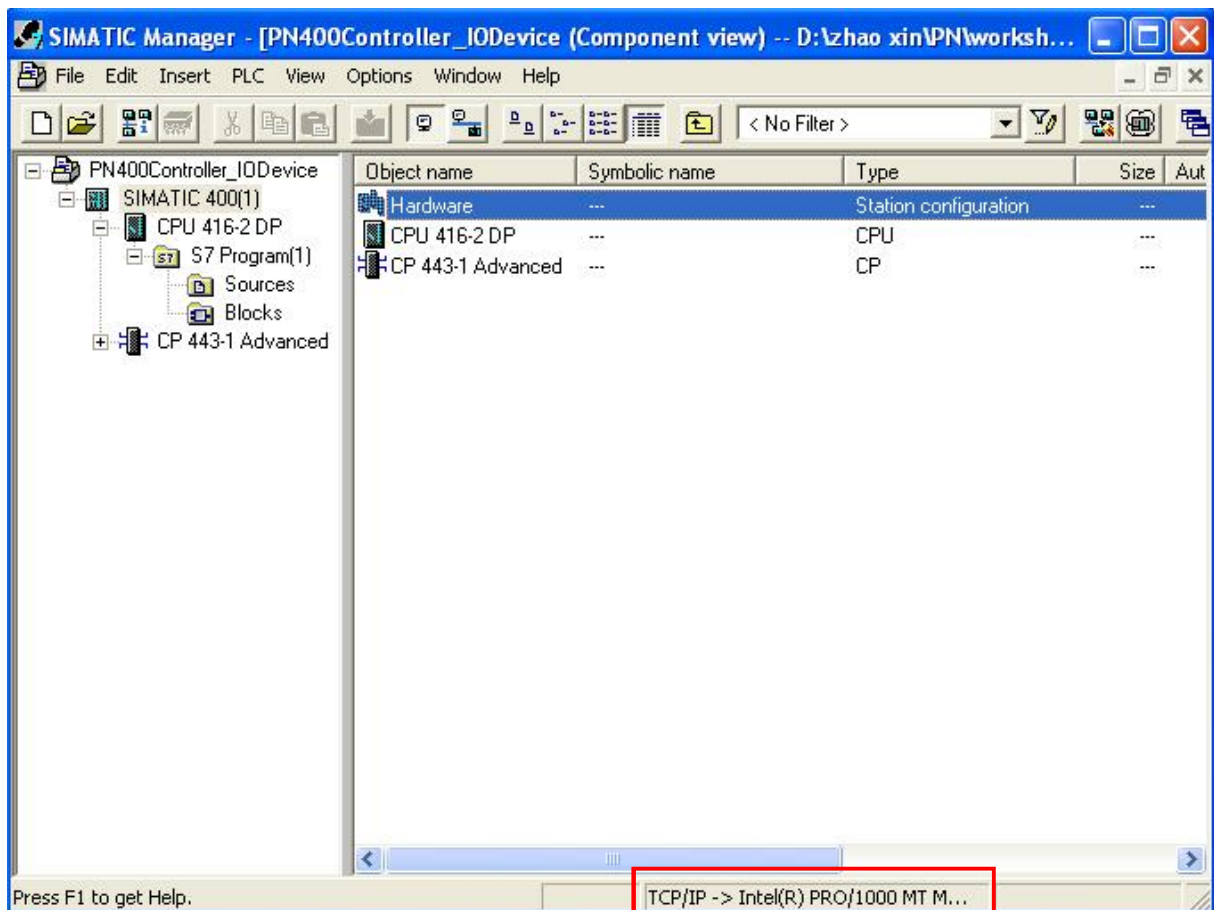 SIMATIC Manager - [PN400Controller_IODevice (Component view) -- D:\zhao xin\PN\worksh...
File Edit Insert PLC View Options Window Help
< No Filter >
PN400Controller_IODevice
SIMATIC 400(1)
CPU 416-2 DP
S7 Program(1)
Sources
Blocks
CP 443-1 Advanced
Object name Symbolic name Type Size Aut
Hardware --- Station configuration ---
CPU 416-2 DP --- CPU ---
CP 443-1 Advanced --- CP ---
Press F1 to get Help.
TCP/IP -> Intel(R) PRO/1000 MT M...